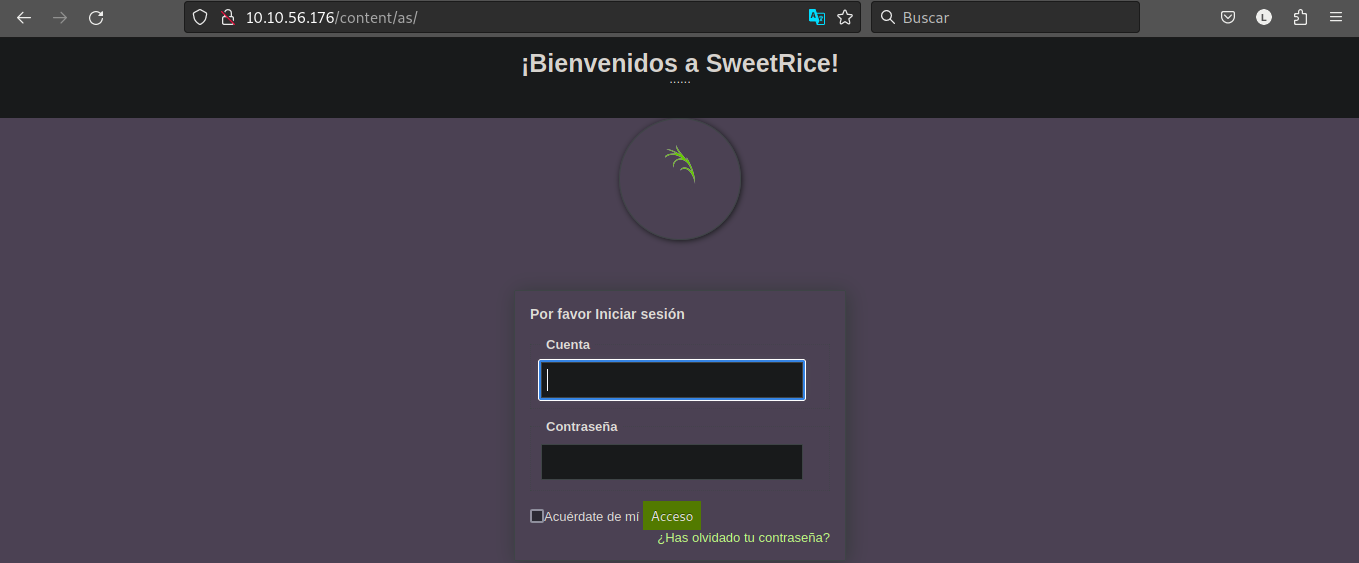 10.10.56.176/content/as/
Buscar
L
¡Bienvenidos a SweetRice!
......
Por favor Iniciar sesión
Cuenta
Contraseña
Acuérdate de mí Acceso
¿Has olvidado tu contraseña?